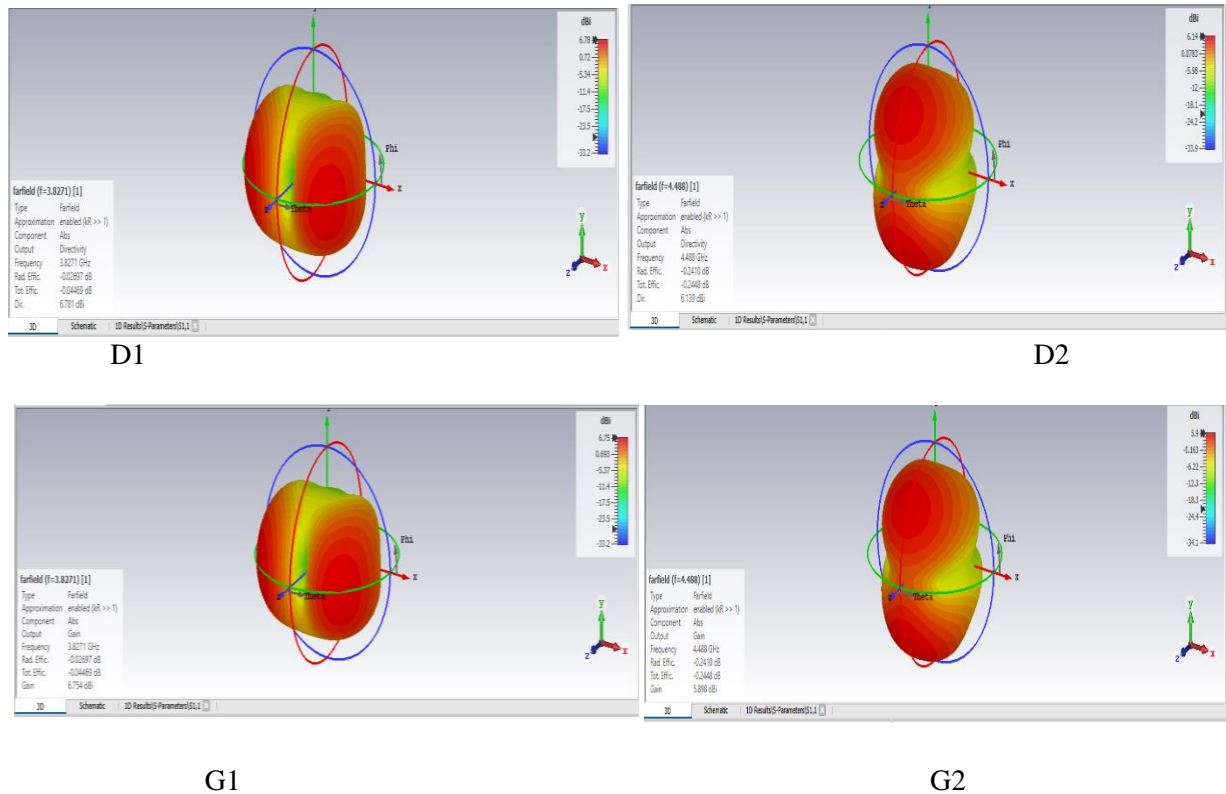 dBi
6.78
0.72
-5.34
-11.4
-17.5
-23.5
-33.2
Phi
x
z
Theta
farfield (f=3.8271) [1]
Type Farfield
Approximation enabled (kR >> 1)
Component Abs
Output Directivity
Frequency 3.8271 GHz
Rad. Effic. -0.02697 dB
Tot. Effic. -0.04469 dB
Dir. 6.781 dBi
y
z
x
3D Schematic 1D Results\S-Parameters\S1,1
D1
dBi
6.14
0.0783
-5.98
-12
-18.1
-24.2
-33.9
Phi
x
z
Theta
farfield (f=4.488) [1]
Type Farfield
Approximation enabled (kR >> 1)
Component Abs
Output Directivity
Frequency 4.488 GHz
Rad. Effic. -0.2410 dB
Tot. Effic. -0.2448 dB
Dir. 6.139 dBi
y
z
x
3D Schematic 1D Results\S-Parameters\S1,1
D2
dBi
6.75
0.693
-5.37
-11.4
-17.5
-23.5
-33.2
Phi
x
z
Theta
farfield (f=3.8271) [1]
Type Farfield
Approximation enabled (kR >> 1)
Component Abs
Output Gain
Frequency 3.8271 GHz
Rad. Effic. -0.02697 dB
Tot. Effic. -0.04469 dB
Gain 6.754 dBi
y
z
x
3D Schematic 1D Results\S-Parameters\S1,1
G1
dBi
5.9
-0.163
-6.22
-12.3
-18.3
-24.4
-34.1
Phi
x
z
Theta
farfield (f=4.488) [1]
Type Farfield
Approximation enabled (kR >> 1)
Component Abs
Output Gain
Frequency 4.488 GHz
Rad. Effic. -0.2410 dB
Tot. Effic. -0.2448 dB
Gain 5.898 dBi
y
z
x
3D Schematic 1D Results\S-Parameters\S1,1
G2